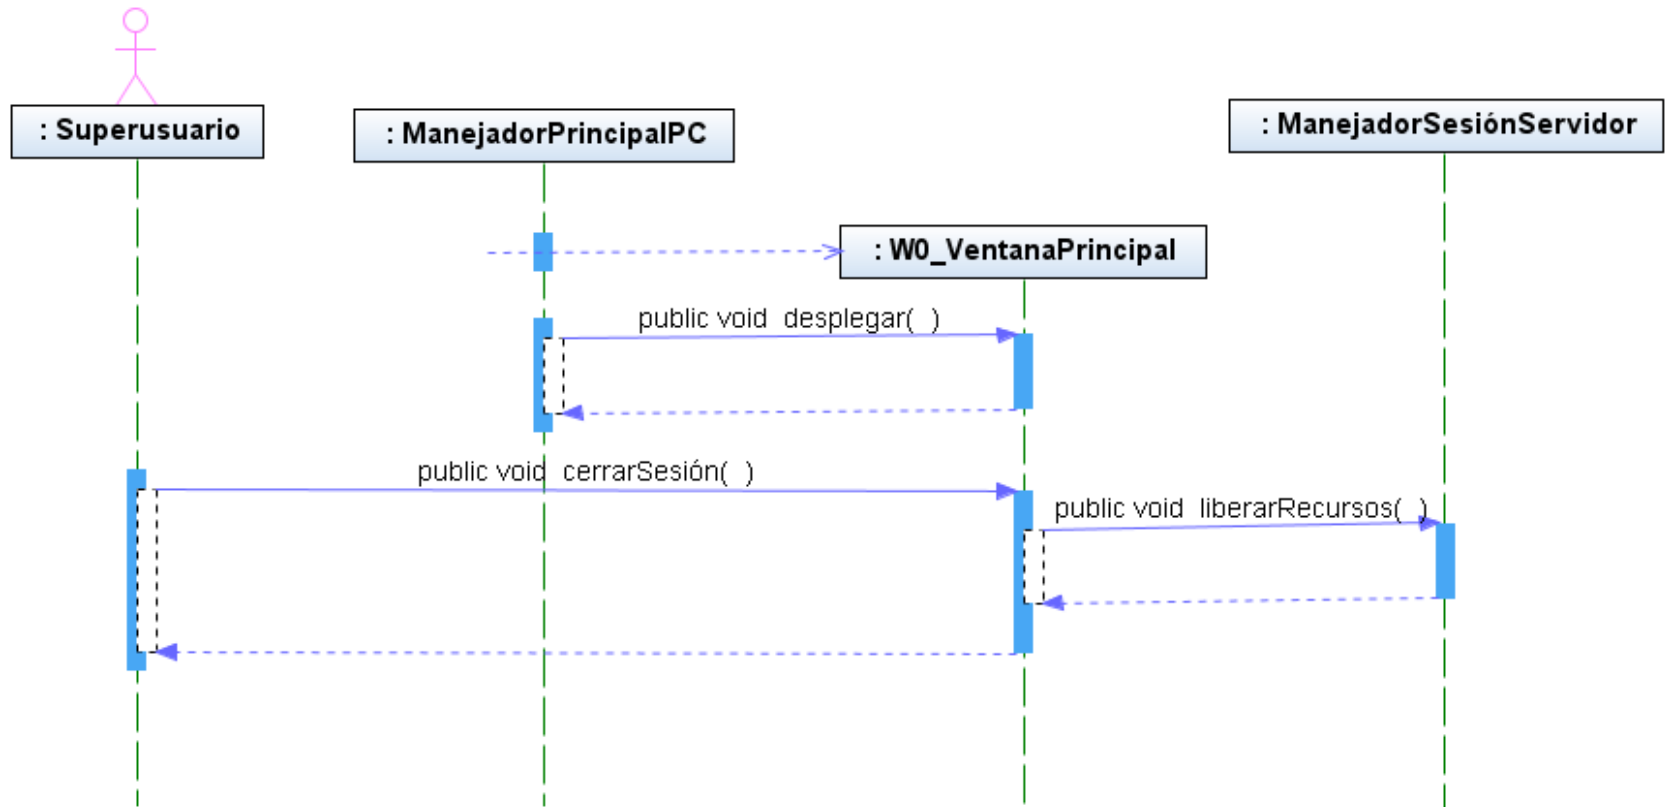 : Superusuario
: ManejadorPrincipalPC
: ManejadorSesiónServidor
: W0_VentanaPrincipal
public void desplegar( )
public void cerrarSesión( )
public void liberarRecursos( )